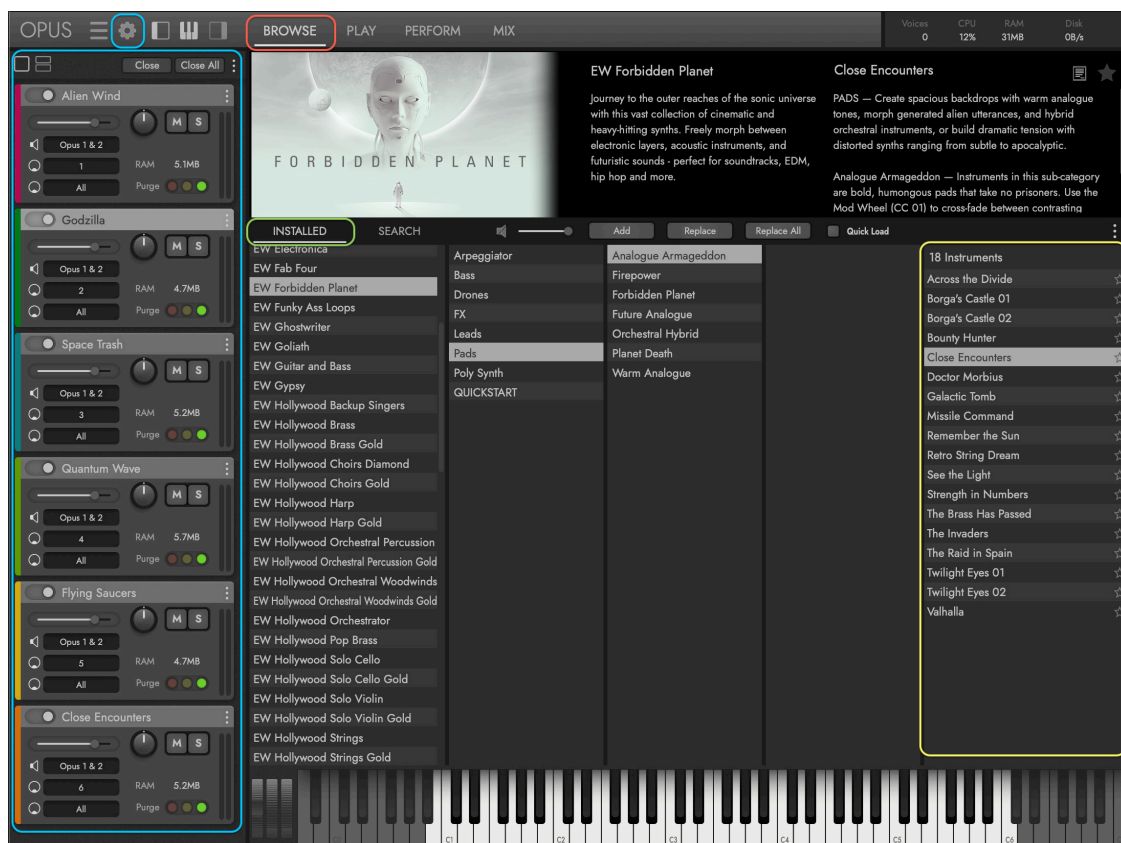 OPUS
BROWSE PLAY PERFORM MIX
Voices CPU RAM Disk
0 12% 31MB 0B/s
Close Close All
Alien Wind
M S
Opus 1 & 2
1 RAM 5.1MB
All Purge
Godzilla
M S
Opus 1 & 2
2 RAM 4.7MB
All Purge
Space Trash
M S
Opus 1 & 2
3 RAM 5.2MB
All Purge
Quantum Wave
M S
Opus 1 & 2
4 RAM 5.7MB
All Purge
Flying Saucers
M S
Opus 1 & 2
5 RAM 4.7MB
All Purge
Close Encounters
M S
Opus 1 & 2
6 RAM 5.2MB
All Purge
FORBIDDEN PLANET
EW Forbidden Planet
Journey to the outer reaches of the sonic universe
with this vast collection of cinematic and
heavy-hitting synths. Freely morph between
electronic layers, acoustic instruments, and
futuristic sounds - perfect for soundtracks, EDM,
hip hop and more.
Close Encounters
PADS — Create spacious backdrops with warm analogue
tones, morph generated alien utterances, and hybrid
orchestral instruments, or build dramatic tension with
distorted synths ranging from subtle to apocalyptic.
Analogue Armageddon — Instruments in this sub-category
are bold, humongous pads that take no prisoners. Use the
Mod Wheel (CC 01) to cross-fade between contrasting
INSTALLED SEARCH Add Replace Replace All Quick Load
EW Electronica
EW Fab Four
EW Forbidden Planet
EW Funky Ass Loops
EW Ghostwriter
EW Goliath
EW Guitar and Bass
EW Gypsy
EW Hollywood Backup Singers
EW Hollywood Brass
EW Hollywood Brass Gold
EW Hollywood Choirs Diamond
EW Hollywood Choirs Gold
EW Hollywood Harp
EW Hollywood Harp Gold
EW Hollywood Orchestral Percussion
EW Hollywood Orchestral Percussion Gold
EW Hollywood Orchestral Woodwinds
EW Hollywood Orchestral Woodwinds Gold
EW Hollywood Orchestrator
EW Hollywood Pop Brass
EW Hollywood Solo Cello
EW Hollywood Solo Cello Gold
EW Hollywood Solo Violin
EW Hollywood Solo Violin Gold
EW Hollywood Strings
EW Hollywood Strings Gold
Arpeggiator
Bass
Drones
FX
Leads
Pads
Poly Synth
QUICKSTART
Analogue Armageddon
Firepower
Forbidden Planet
Future Analogue
Orchestral Hybrid
Planet Death
Warm Analogue
18 Instruments
Across the Divide
Borga's Castle 01
Borga's Castle 02
Bounty Hunter
Close Encounters
Doctor Morbius
Galactic Tomb
Missile Command
Remember the Sun
Retro String Dream
See the Light
Strength in Numbers
The Brass Has Passed
The Invaders
The Raid in Spain
Twilight Eyes 01
Twilight Eyes 02
Valhalla
C1 C2 C3 C4 C5 C6